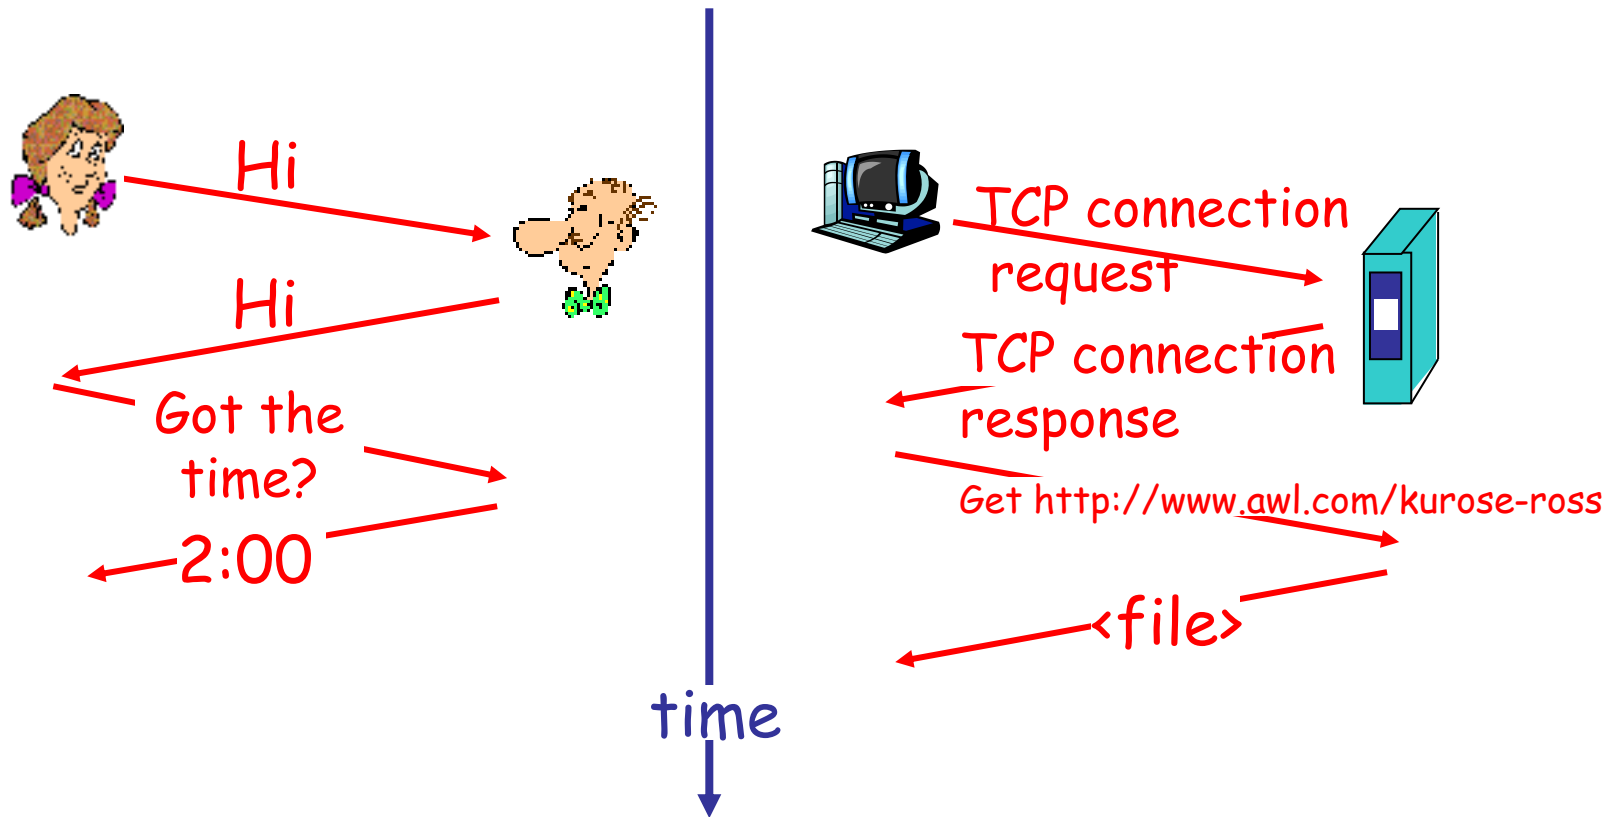 Hi
Hi
Got the
time?
2:00
TCP connection
request
TCP connection
response
Get http://www.awl.com/kurose-ross
<file>
time